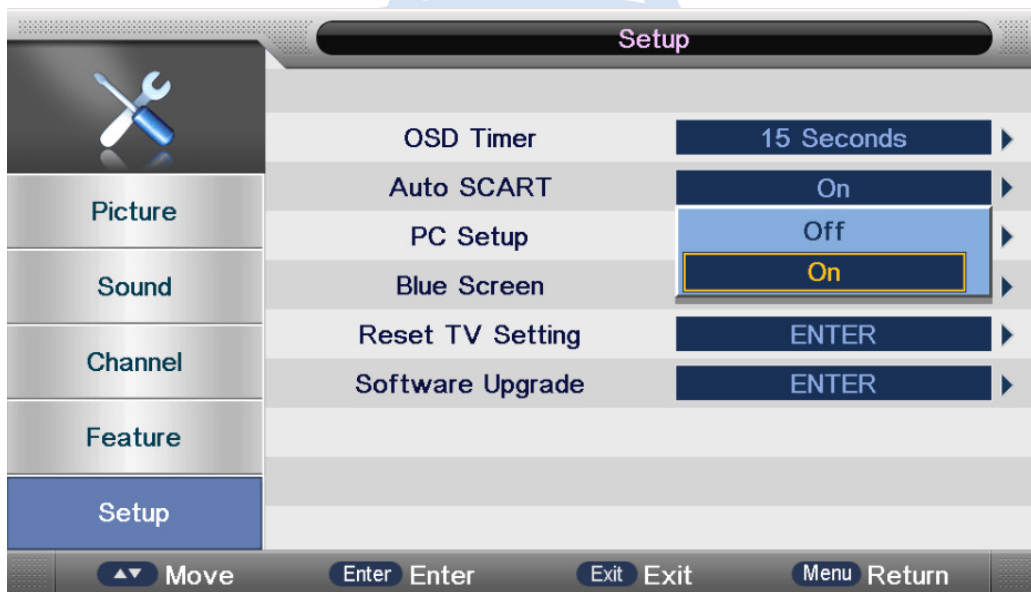 Setup
OSD Timer 15 Seconds
Auto SCART On
Picture
PC Setup Off
On
Sound
Blue Screen
Reset TV Setting ENTER
Channel
Software Upgrade ENTER
Feature
Setup
Move Enter Enter Exit Exit Menu Return